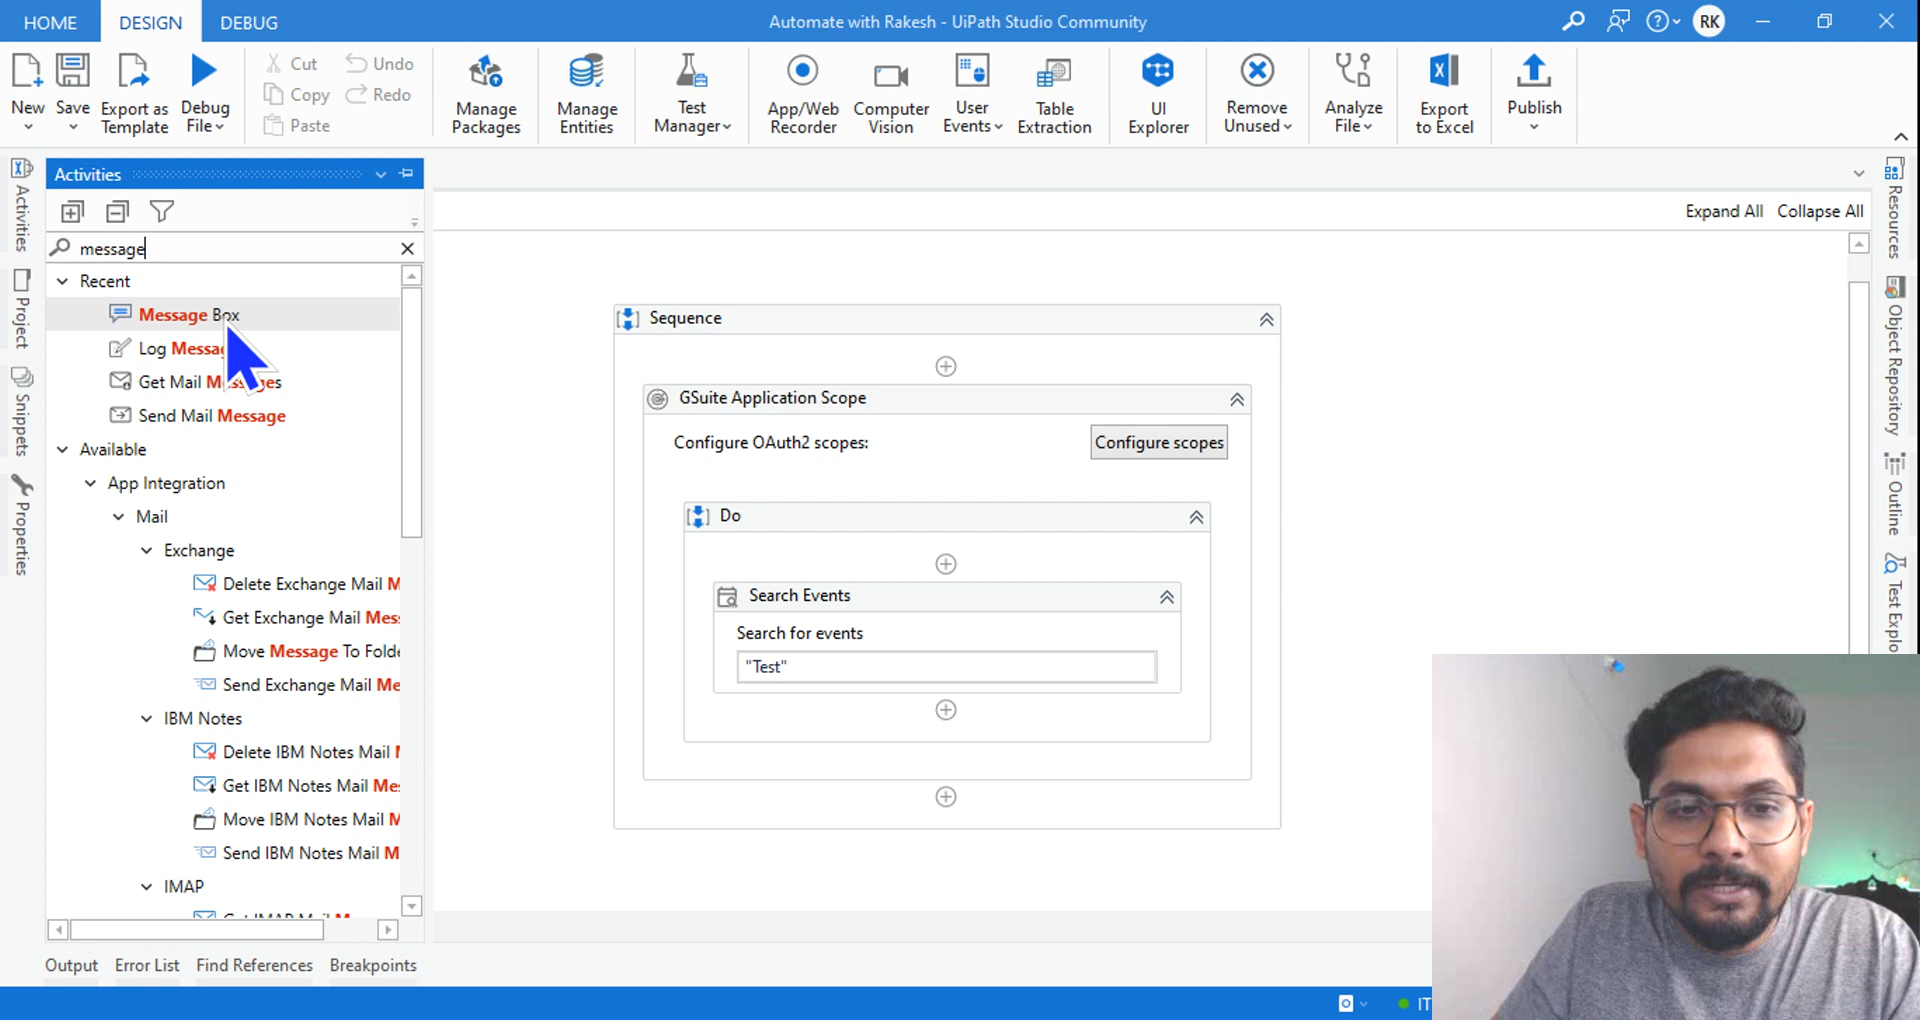 HOME DESIGN DEBUG Automate with Rakesh - UiPath Studio Community RK
New Save Export as Template Debug File Cut Copy Paste Undo Redo Manage Packages Manage Entities Test Manager App/Web Recorder Computer Vision User Events Table Extraction UI Explorer Remove Unused Analyze File Export to Excel Publish
Activities
Project
Snippets
Properties
Activities
message
Recent
Message Box
Log Messag
Get Mail Messages
Send Mail Message
Available
App Integration
Mail
Exchange
Delete Exchange Mail M
Get Exchange Mail Mess
Move Message To Folde
Send Exchange Mail Me
IBM Notes
Delete IBM Notes Mail
Get IBM Notes Mail Mes
Move IBM Notes Mail M
Send IBM Notes Mail M
IMAP
Output Error List Find References Breakpoints
Expand All Collapse All
Sequence
GSuite Application Scope
Configure OAuth2 scopes: Configure scopes
Do
Search Events
Search for events
"Test"
Resources
Object Repository
Outline
Test Explo
IT